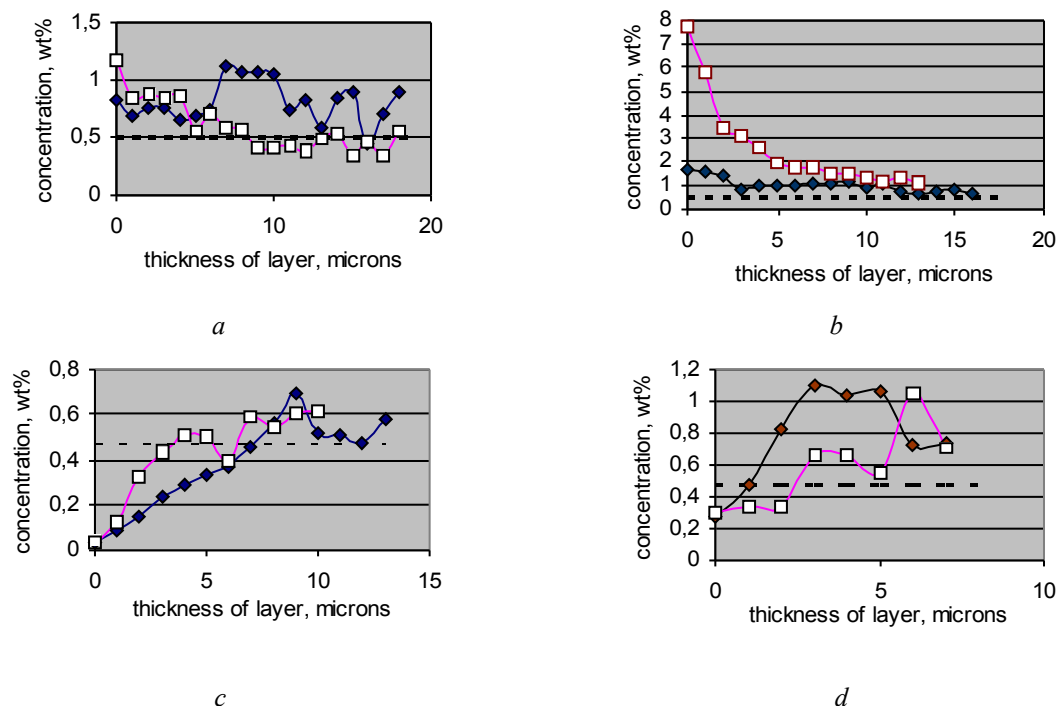 1,5
1
0,5
0
concentration, wt%
0 10 20
thickness of layer, microns
a
8
7
6
5
4
3
2
1
0
concentration, wt%
0 5 10 15 20
thickness of layer, microns
b
0,8
0,6
0,4
0,2
0
concentration, wt%
0 5 10 15
thickness of layer, microns
c
1,2
1
0,8
0,6
0,4
0,2
0
concentration, wt%
0 5 10
thickness of layer, microns
d